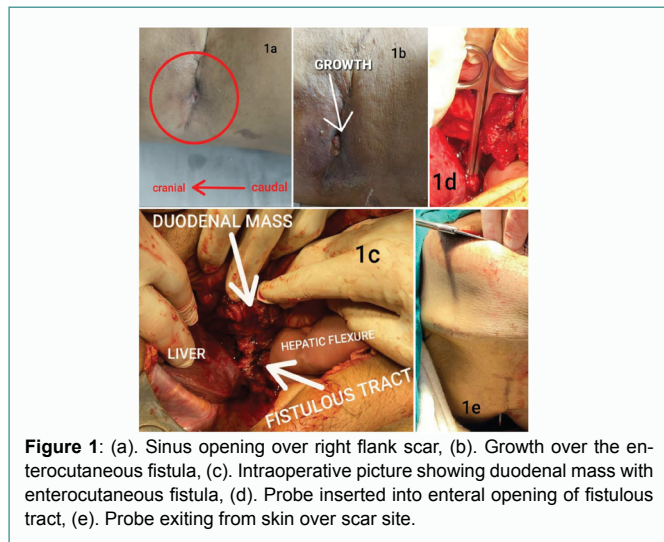 1a
cranial
caudal
1b
GROWTH
1d
DUODENAL MASS
1c
LIVER
HEPATIC FLEXURE
FISTULOUS TRACT
1e
Figure 1: (a). Sinus opening over right flank scar, (b). Growth over the en-
terocutaneous fistula, (c). Intraoperative picture showing duodenal mass with
enterocutaneous fistula, (d). Probe inserted into enteral opening of fistulous
tract, (e). Probe exiting from skin over scar site.